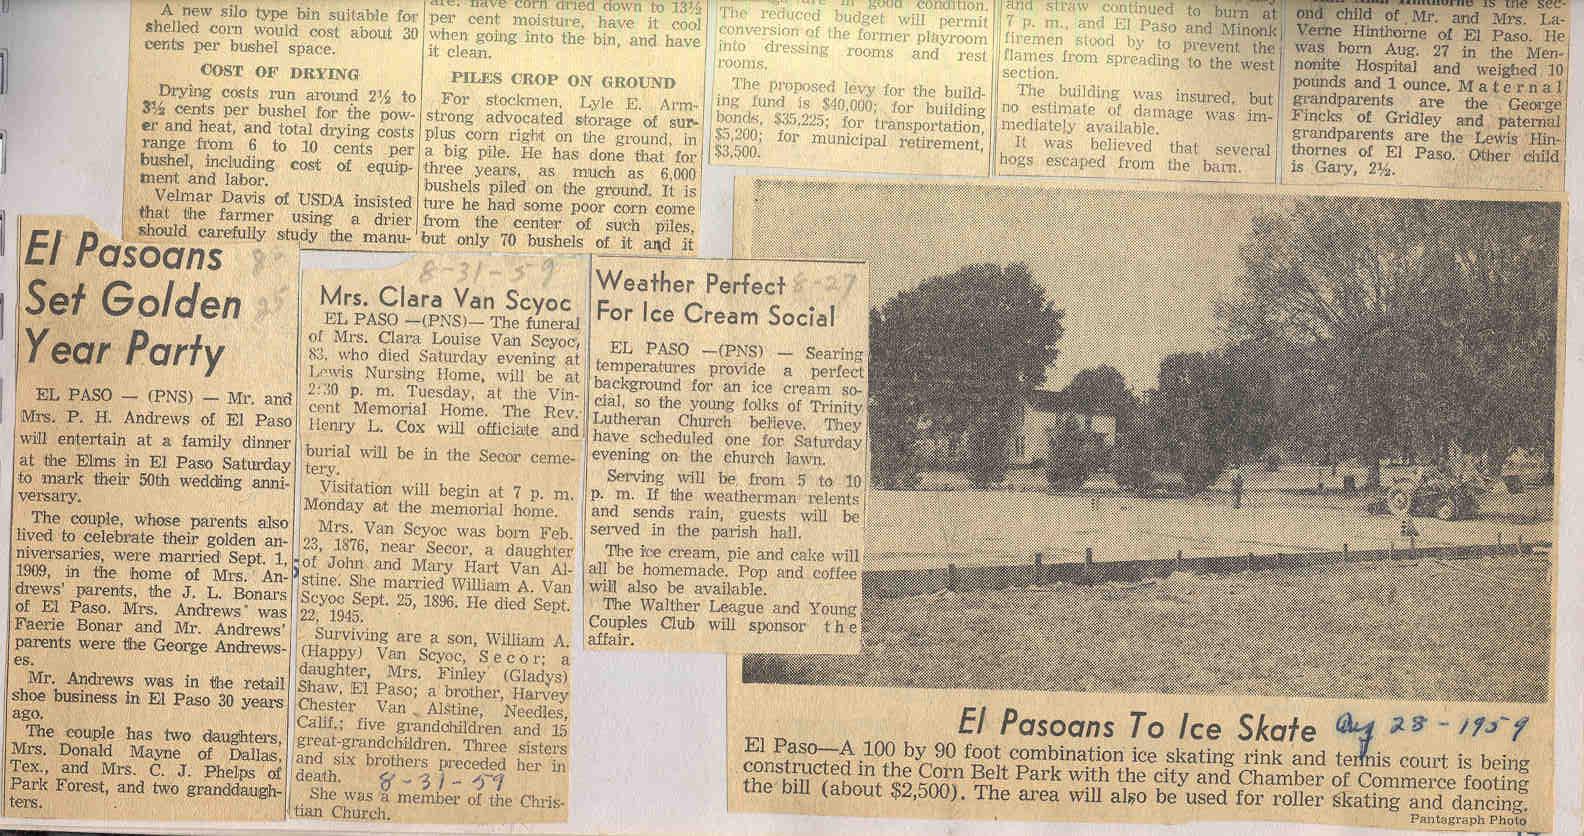 A new silo type bin suitable for
shelled corn would cost about 30
cents per bushel space.
COST OF DRYING
Drying costs run around 2½ to
3½ cents per bushel for the pow-
er and heat, and total drying costs
range from 6 to 10 cents per
bushel, including cost of equip-
ment and labor.
Velmar Davis of USDA insisted
that the farmer using a drier
should carefully study the manu-
are, have corn dried down to 13½
per cent moisture, have it cool
when going into the bin, and have
it clean.
PILES CROP ON GROUND
For stockmen, Lyle E. Arm-
strong advocated storage of sur-
plus corn right on the ground, in
a big pile. He has done that for
three years, as much as 6,000
bushels piled on the ground. It is
ture he had some poor corn come
from the center of such piles,
but only 70 bushels of it and it
in good condition.
The reduced budget will permit
conversion of the former playroom
into dressing rooms and rest
rooms.
The proposed levy for the build-
ing fund is $40,000; for building
bonds, $35,225; for transportation,
$5,200; for municipal retirement,
$3,500.
and straw continued to burn at
7 p. m., and El Paso and Minonk
firemen stood by to prevent the
flames from spreading to the west
section.
The building was insured, but
no estimate of damage was im-
mediately available.
It was believed that several
hogs escaped from the barn.
Hinthorne is the sec-
ond child of Mr. and Mrs. La-
Verne Hinthorne of El Paso. He
was born Aug. 27 in the Men-
nonite Hospital and weighed 10
pounds and 1 ounce. Maternal
grandparents are the George
Fincks of Gridley and paternal
grandparents are the Lewis Hin-
thornes of El Paso. Other child
is Gary, 2½.
El Pasoans
Set Golden
Year Party
8-
25
EL PASO — (PNS) — Mr. and
Mrs. P. H. Andrews of El Paso
will entertain at a family dinner
at the Elms in El Paso Saturday
to mark their 50th wedding anni-
versary.
The couple, whose parents also
lived to celebrate their golden an-
niversaries, were married Sept. 1,
1909, in the home of Mrs. An-
drews' parents, the J. L. Bonars
of El Paso. Mrs. Andrews was
Faerie Bonar and Mr. Andrews'
parents were the George Andrews-
es.
Mr. Andrews was in the retail
shoe business in El Paso 30 years
ago.
The couple has two daughters,
Mrs. Donald Mayne of Dallas,
Tex., and Mrs. C. J. Phelps of
Park Forest, and two granddaugh-
ters.
8-31-59
Mrs. Clara Van Scyoc
EL PASO —(PNS)— The funeral
of Mrs. Clara Louise Van Scyoc,
83, who died Saturday evening at
Lewis Nursing Home, will be at
2:30 p. m. Tuesday, at the Vin-
cent Memorial Home. The Rev.
Henry L. Cox will officiate and
burial will be in the Secor ceme-
tery.
Visitation will begin at 7 p. m.
Monday at the memorial home.
Mrs. Van Scyoc was born Feb.
23, 1876, near Secor, a daughter
of John and Mary Hart Van Al-
stine. She married William A. Van
Scyoc Sept. 25, 1896. He died Sept.
22, 1945.
Surviving are a son, William A.
(Happy) Van Scyoc, Secor; a
daughter, Mrs. Finley (Gladys)
Shaw, El Paso; a brother, Harvey
Chester Van Alstine, Needles,
Calif.; five grandchildren and 15
great-grandchildren. Three sisters
and six brothers preceded her in
death.
8-31-59
She was a member of the Chris-
tian Church.
Weather Perfect 8-27
For Ice Cream Social
EL PASO —(PNS) — Searing
temperatures provide a perfect
background for an ice cream so-
cial, so the young folks of Trinity
Lutheran Church believe. They
have scheduled one for Saturday
evening on the church lawn.
Serving will be from 5 to 10
p. m. If the weatherman relents
and sends rain, guests will be
served in the parish hall.
The ice cream, pie and cake will
all be homemade. Pop and coffee
will also be available.
The Walther League and Young
Couples Club will sponsor the
affair.
El Pasoans To Ice Skate Aug 28-1959
El Paso—A 100 by 90 foot combination ice skating rink and tennis court is being
constructed in the Corn Belt Park with the city and Chamber of Commerce footing
the bill (about $2,500). The area will also be used for roller skating and dancing.
Pantagraph Photo